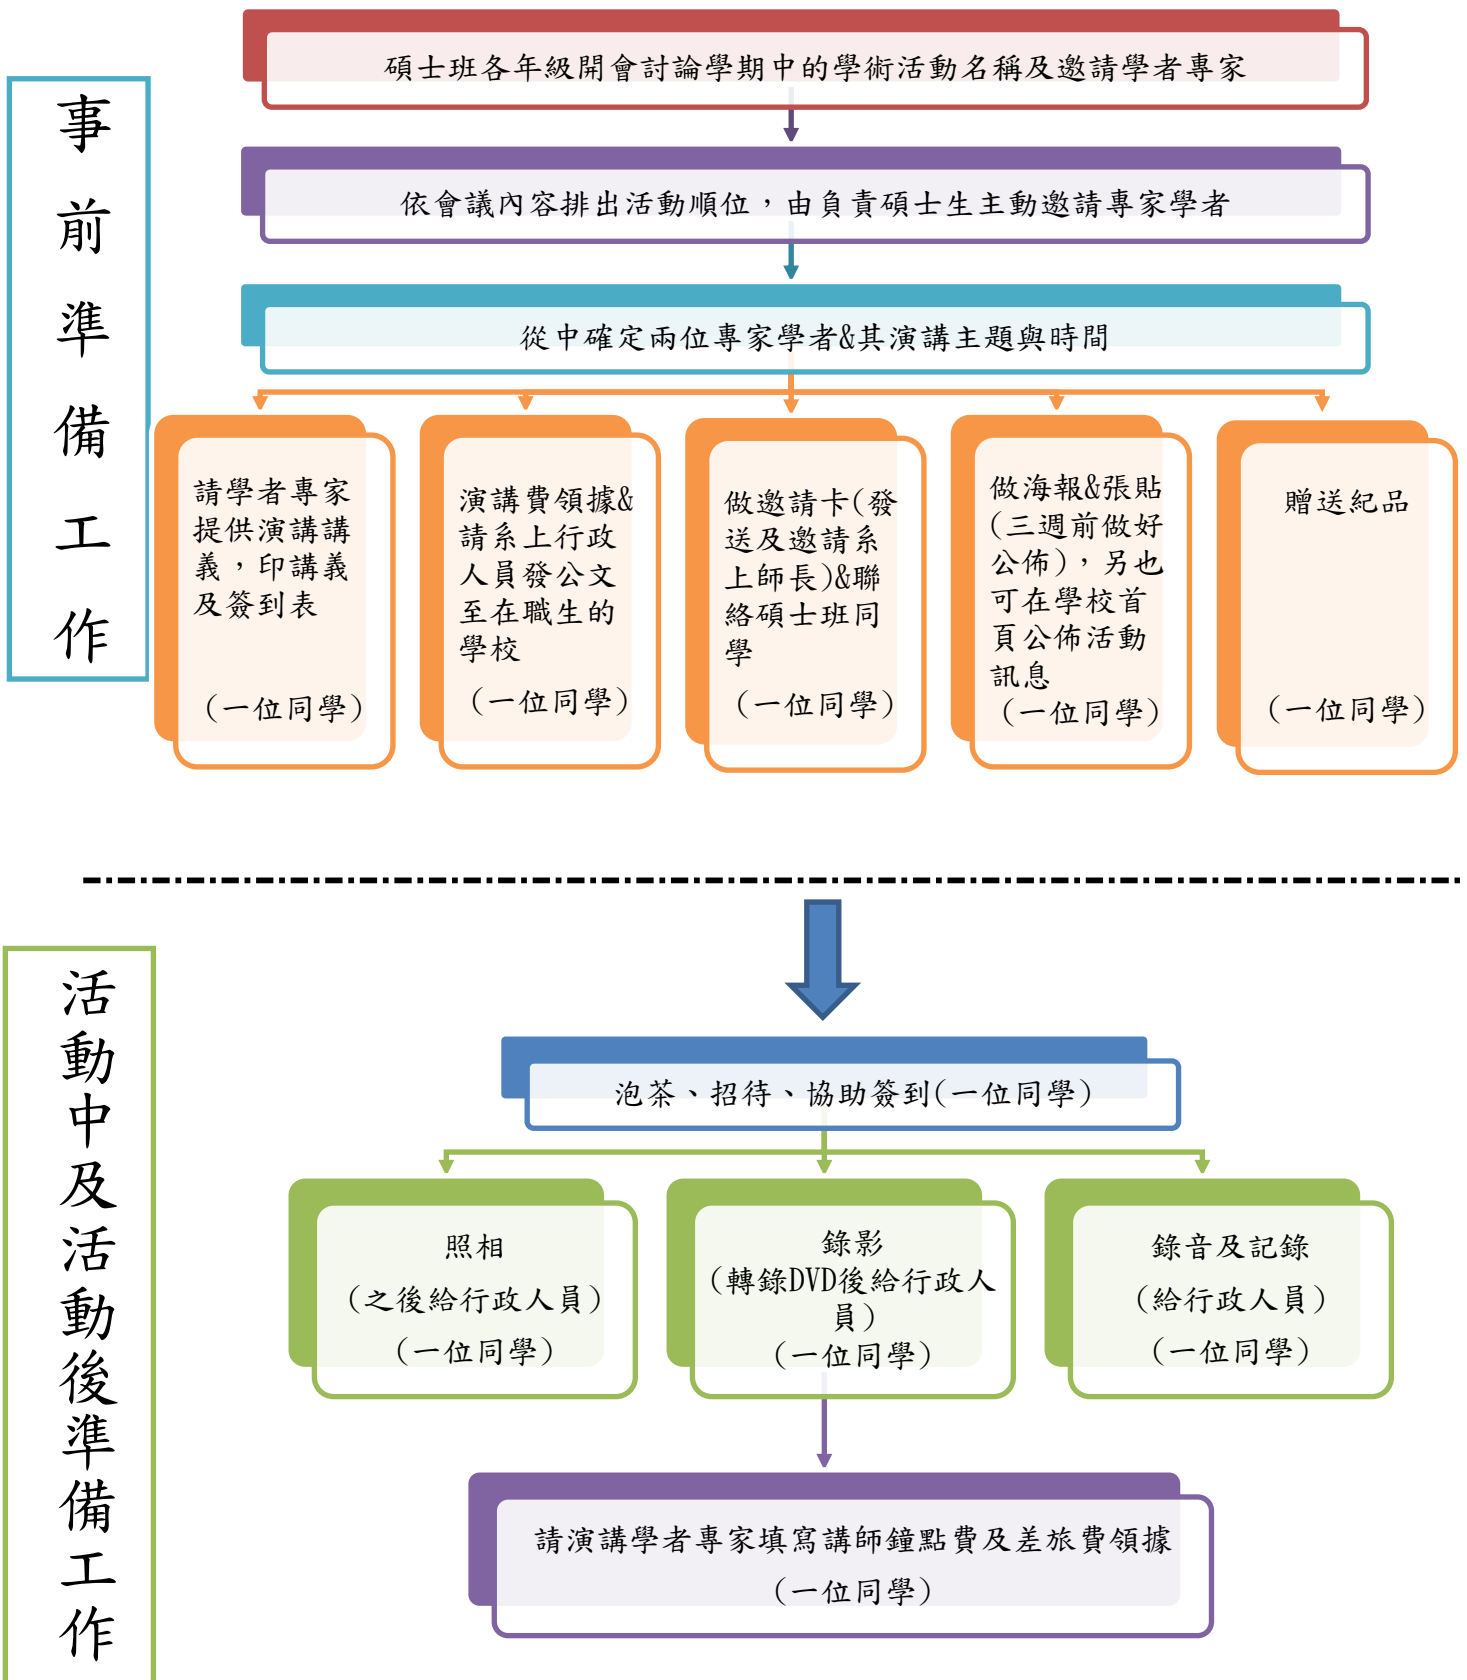 事前準備工作
碩士班各年級開會討論學期中的學術活動名稱及邀請學者專家
依會議內容排出活動順位，由負責碩士生主動邀請專家學者
從中確定兩位專家學者&其演講主題與時間
請學者專家
提供演講講
義，印講義
及簽到表
(一位同學)
演講費領據&
請系上行政
人員發公文
至在職生的
學校
(一位同學)
做邀請卡(發
送及邀請系
上師長)&聯
絡碩士班同
學
(一位同學)
做海報&張貼
(三週前做好
公佈)，另也
可在學校首
頁公佈活動
訊息
(一位同學)
贈送紀品
(一位同學)
活動中及活動後準備工作
泡茶、招待、協助簽到(一位同學)
照相
(之後給行政人員)
(一位同學)
錄影
(轉錄DVD後給行政人
員)
(一位同學)
錄音及記錄
(給行政人員)
(一位同學)
請演講學者專家填寫講師鐘點費及差旅費領據
(一位同學)